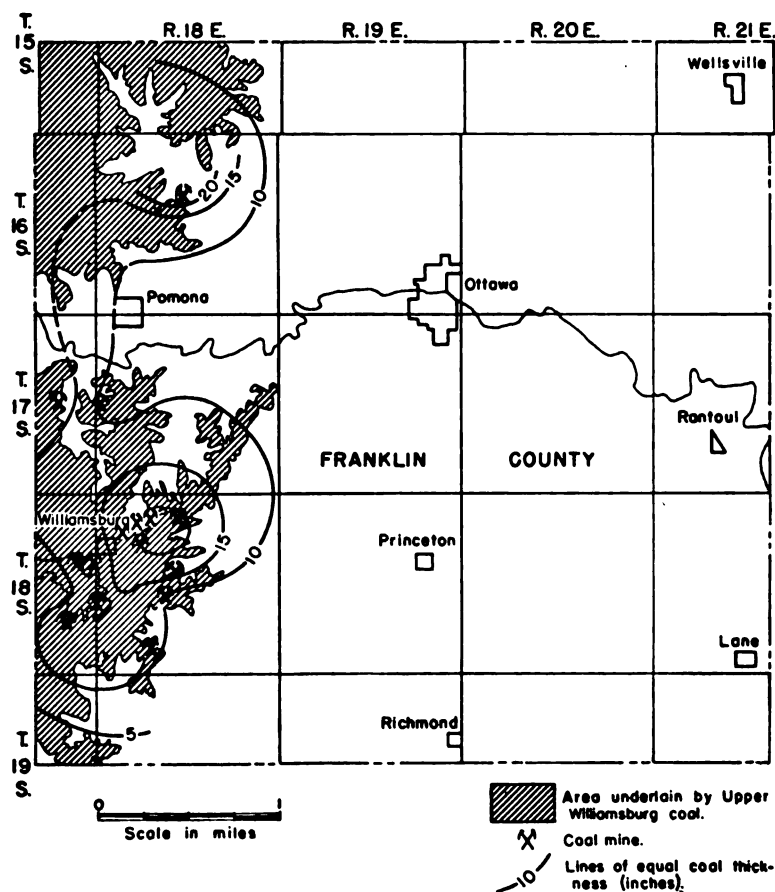 T.
15
S.
R. 18 E.
R. 19 E.
R. 20 E.
R. 21 E.
Wellsville
20
15
10
T.
16
S.
Pomona
Ottawa
T.
17
S.
Rantoul
FRANKLIN COUNTY
Williamsburg
15
10
Princeton
T.
18
S.
Lane
5
Richmond
T.
19
S.
0 1
Scale in miles
Area underlain by Upper
Williamsburg coal.
Coal mine.
10
Lines of equal coal thick-
ness (inches).